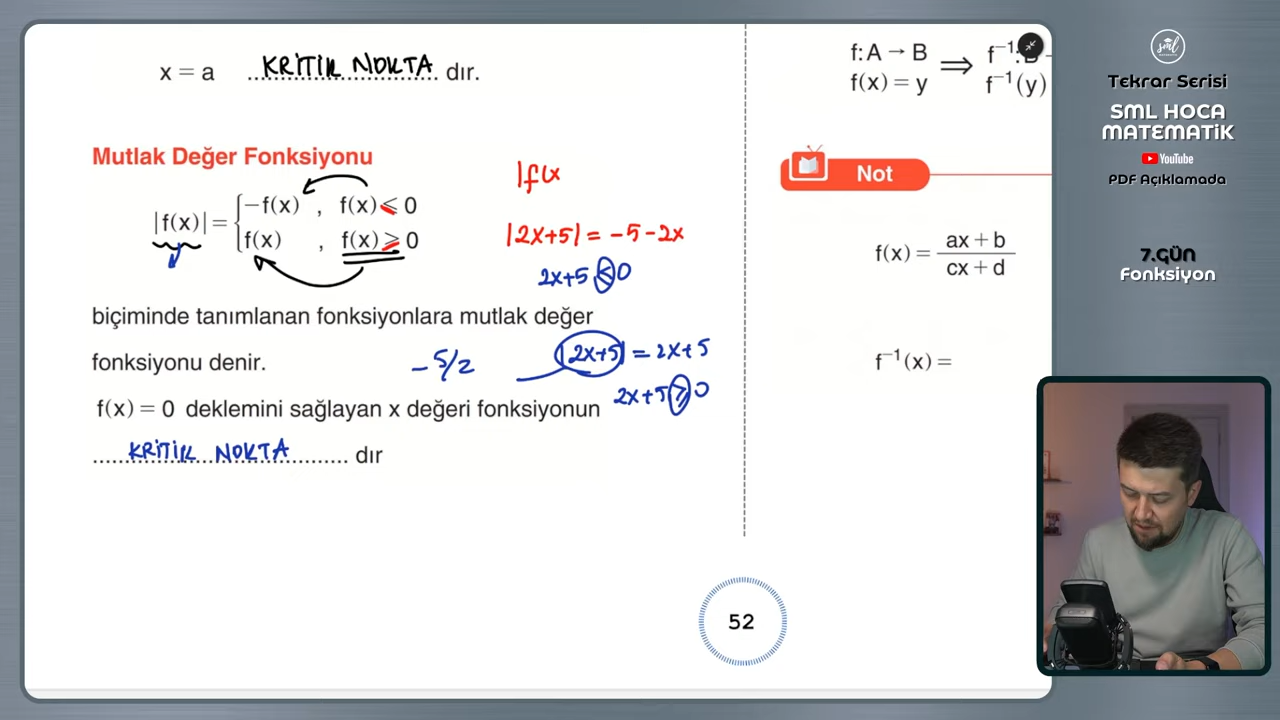 x = a KRİTİK NOKTA dır.
Mutlak Değer Fonksiyonu
|f(x)| = { -f(x) , f(x) ≤ 0
f(x) , f(x) ≥ 0
|f(x
|2x+5| = -5-2x
2x+5 ≤ 0
biçiminde tanımlanan fonksiyonlara mutlak değer
fonksiyonu denir.
-5/2
|2x+5| = 2x+5
2x+5 ≥ 0
f(x) = 0 deklemini sağlayan x değeri fonksiyonun
KRİTİK NOKTA dır
52
f: A → B ⇒ f⁻¹: B
f(x) = y f⁻¹(y)
Not
f(x) = (ax + b)/(cx + d)
f⁻¹(x) =
sml
Tekrar Serisi
SML HOCA
MATEMATİK
YouTube
PDF Açıklamada
7.GÜN
Fonksiyon